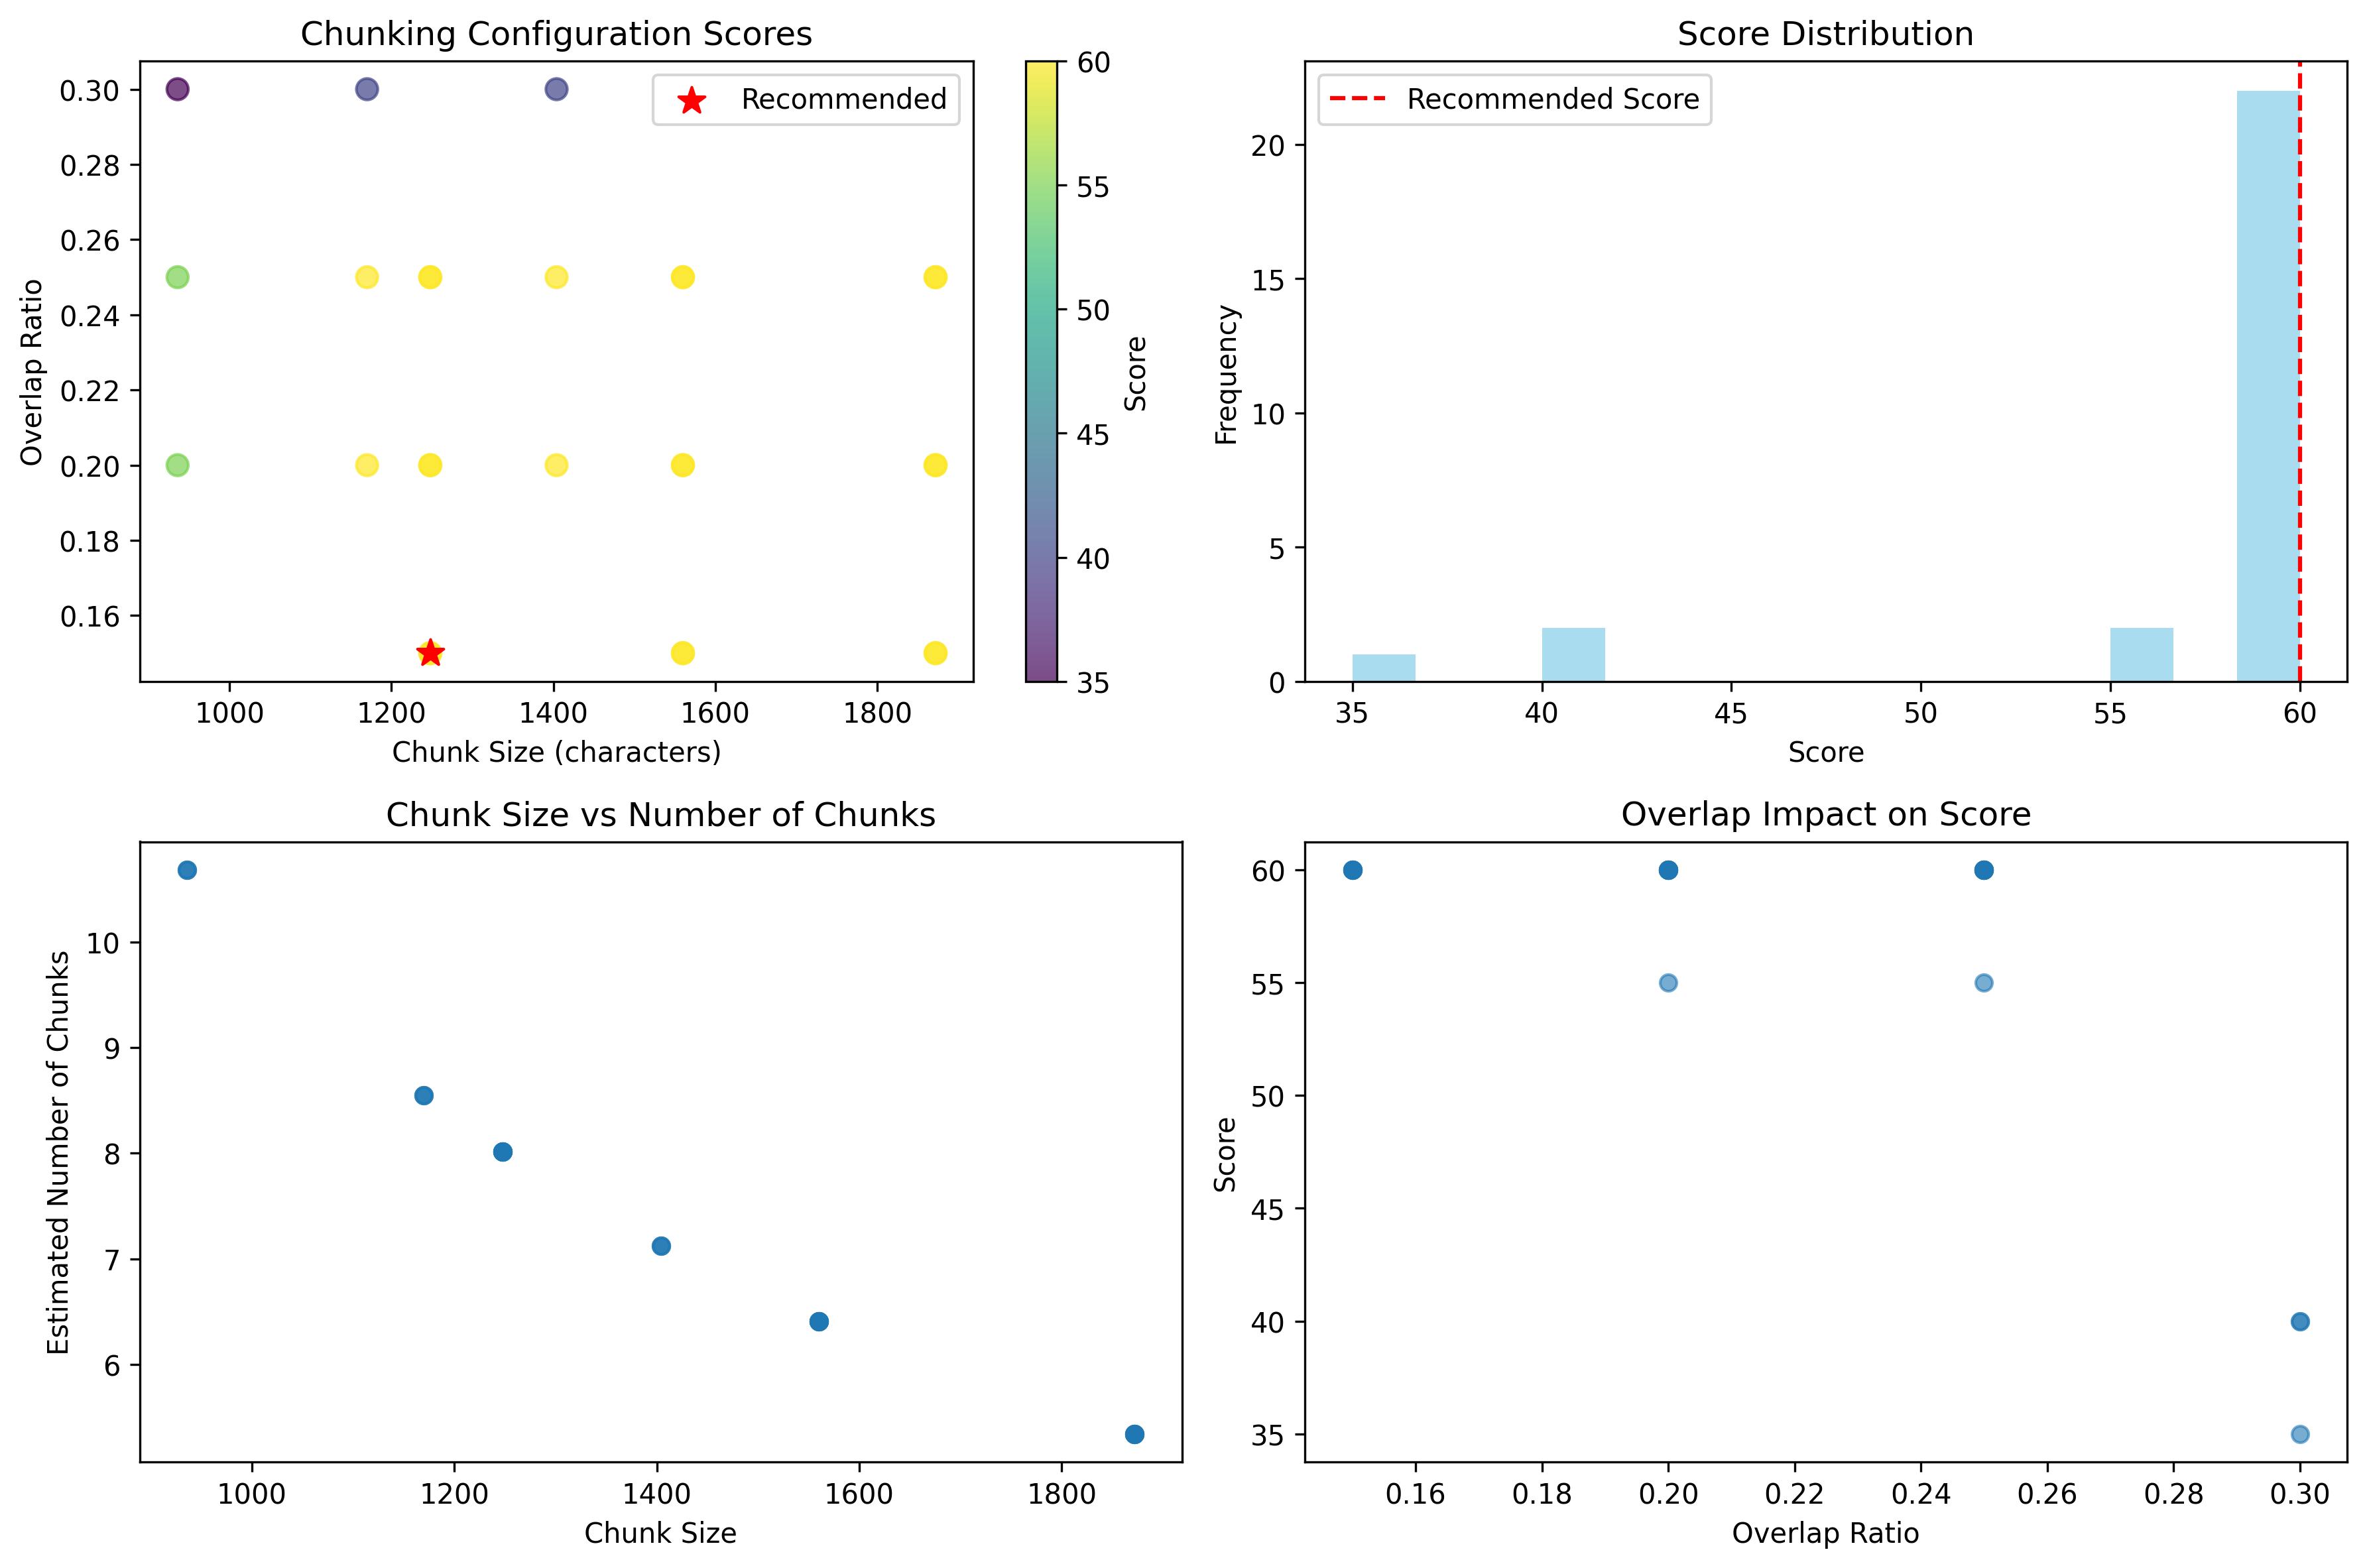 Chunking Configuration Scores
Recommended
Overlap Ratio
0.30
0.28
0.26
0.24
0.22
0.20
0.18
0.16
1000 1200 1400 1600 1800
Chunk Size (characters)
60
55
50
45
40
35
Score
Score Distribution
Recommended Score
Frequency
20
15
10
5
0
35 40 45 50 55 60
Score
Chunk Size vs Number of Chunks
Estimated Number of Chunks
10
9
8
7
6
1000 1200 1400 1600 1800
Chunk Size
Overlap Impact on Score
Score
60
55
50
45
40
35
0.16 0.18 0.20 0.22 0.24 0.26 0.28 0.30
Overlap Ratio